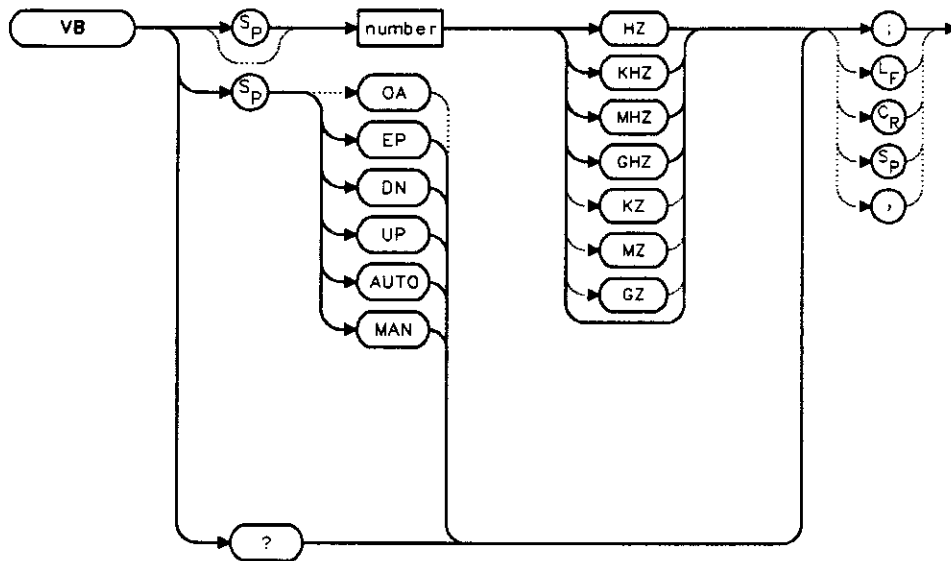 VB
SP
number
HZ
;
KHZ
LF
SP
OA
MHZ
CR
EP
GHZ
SP
DN
KZ
,
UP
MZ
AUTO
GZ
MAN
?